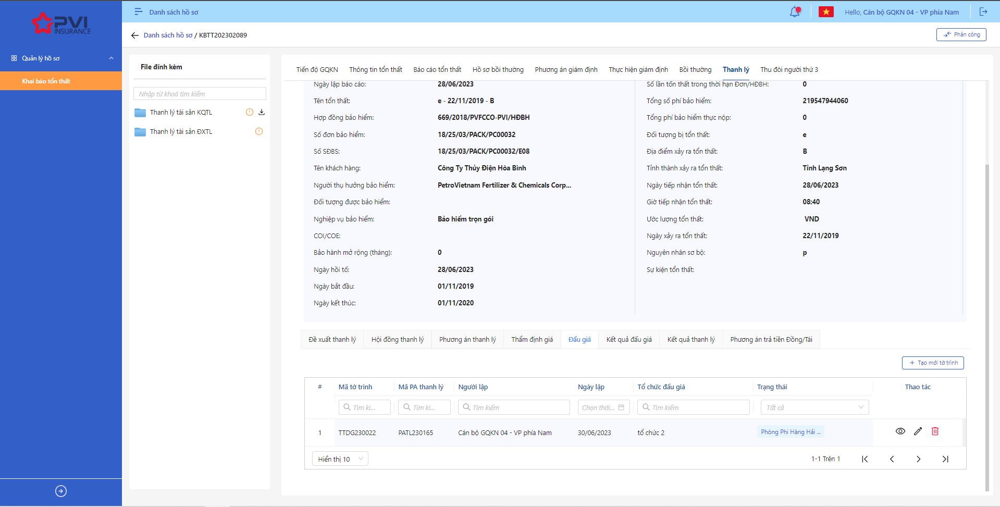 PVI
INSURANCE
Danh sách hồ sơ
Hello, Cán bộ GQKN 04 - VP phía Nam
Danh sách hồ sơ / KBTT202302089
Phân công
Quản lý hồ sơ
Khai báo tổn thất
File đính kèm
Nhập từ khoá tìm kiếm
Thanh lý tài sản KQTL
Thanh lý tài sản ĐXTL
Tiến độ GQKN Thông tin tổn thất Báo cáo tổn thất Hồ sơ bồi thường Phương án giám định Thực hiện giám định Bồi thường Thanh lý Thu đòi người thứ 3
Ngày lập báo cáo: 28/06/2023
Tên tổn thất: e - 22/11/2019 - B
Hợp đồng bảo hiểm: 669/2018/PVFCCO-PVI/HĐBH
Số đơn bảo hiểm: 18/25/03/PACK/PC00032
Số SĐBS: 18/25/03/PACK/PC00032/E08
Tên khách hàng: Công Ty Thủy Điện Hòa Bình
Người thụ hưởng bảo hiểm: PetroVietnam Fertilizer & Chemicals Corp...
Đối tượng được bảo hiểm:
Nghiệp vụ bảo hiểm: Bảo hiểm trọn gói
COI/COE:
Bảo hành mở rộng (tháng): 0
Ngày hồi tố: 28/06/2023
Ngày bắt đầu: 01/11/2019
Ngày kết thúc: 01/11/2020
Số lần tổn thất trong thời hạn Đơn/HĐBH: 0
Tổng số phí bảo hiểm: 219547944060
Tổng phí bảo hiểm thực nộp: 0
Đối tượng bị tổn thất: e
Địa điểm xảy ra tổn thất: B
Tỉnh thành xảy ra tổn thất: Tỉnh Lạng Sơn
Ngày tiếp nhận tổn thất: 28/06/2023
Giờ tiếp nhận tổn thất: 08:40
Ước lượng tổn thất: VND
Ngày xảy ra tổn thất: 22/11/2019
Nguyên nhân sơ bộ: p
Sự kiện tổn thất:
Đề xuất thanh lý Hội đồng thanh lý Phương án thanh lý Thẩm định giá Đấu giá Kết quả đấu giá Kết quả thanh lý Phương án trả tiền Đồng/Tái
+ Tạo mới tờ trình
# Mã tờ trình Mã PA thanh lý Người lập Ngày lập Tổ chức đấu giá Trạng thái Thao tác
Tìm ki... Tìm ki... Tìm kiếm Chọn thời... Tìm kiếm Tất cả
1 TTDG230022 PATL230165 Cán bộ GQKN 04 - VP phía Nam 30/06/2023 tổ chức 2 Phòng Phi Hàng Hải ...
Hiển thị 10 1-1 Trên 1